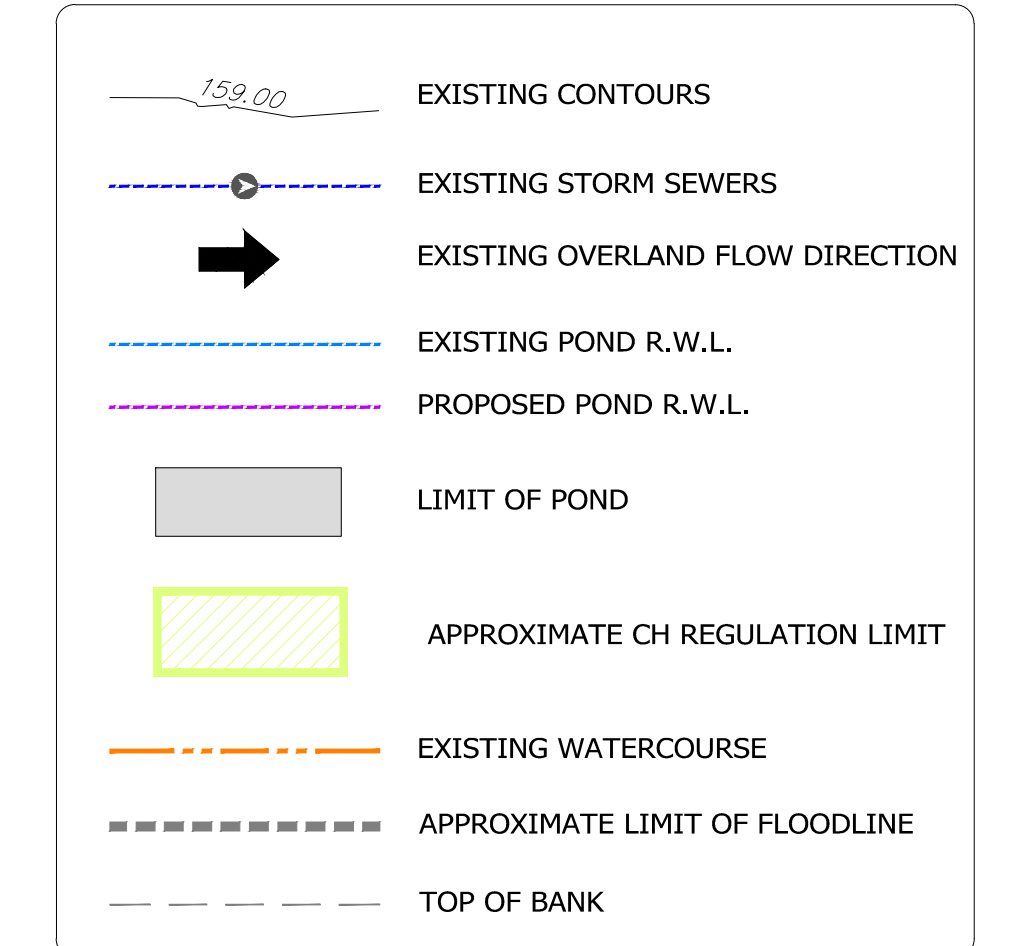 159.00
EXISTING CONTOURS
EXISTING STORM SEWERS
EXISTING OVERLAND FLOW DIRECTION
EXISTING POND R.W.L.
PROPOSED POND R.W.L.
LIMIT OF POND
APPROXIMATE CH REGULATION LIMIT
EXISTING WATERCOURSE
APPROXIMATE LIMIT OF FLOODLINE
TOP OF BANK